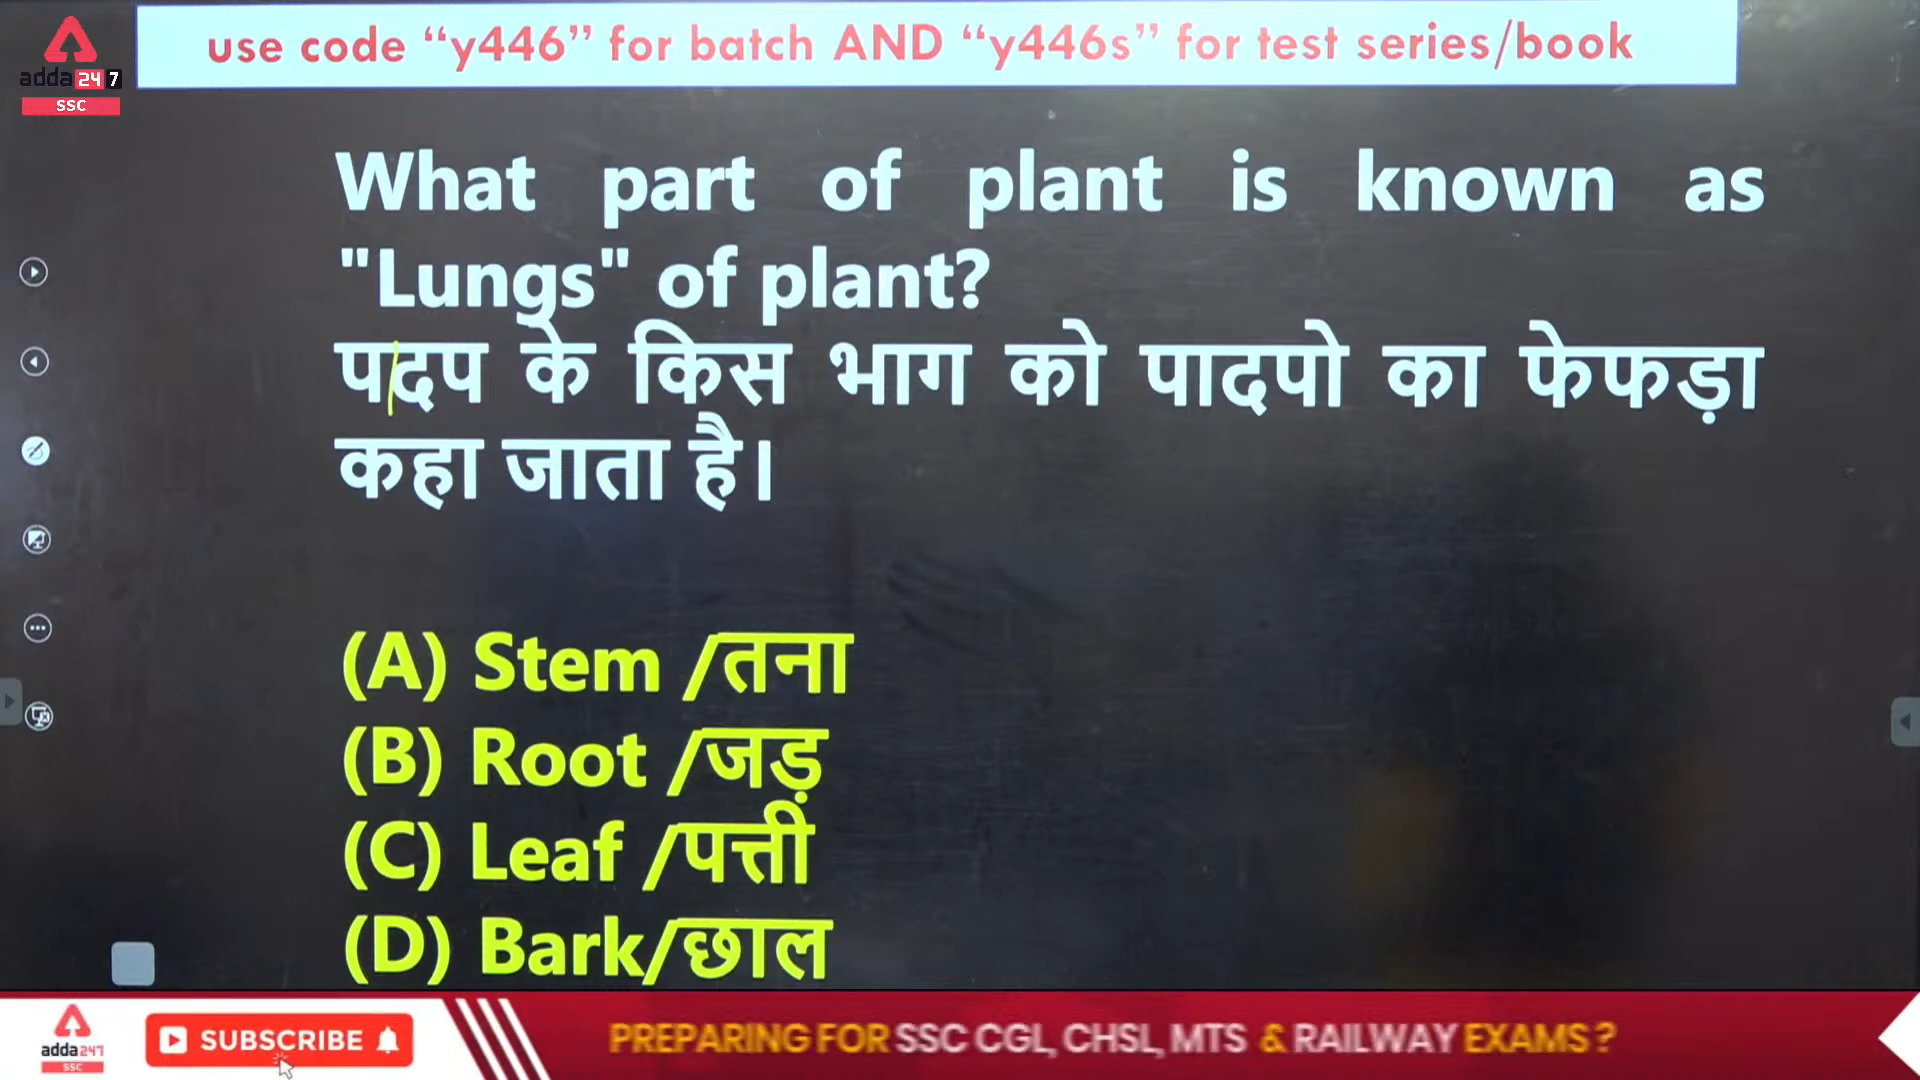 use code “y446” for batch AND “y446s” for test series/book
adda247
SSC
What part of plant is known as
"Lungs" of plant?
पादप के किस भाग को पादपो का फेफड़ा
कहा जाता है।
(A) Stem /तना
(B) Root /जड़
(C) Leaf /पत्ती
(D) Bark/छाल
adda247
SSC
SUBSCRIBE
PREPARING FOR SSC CGL, CHSL, MTS & RAILWAY EXAMS ?